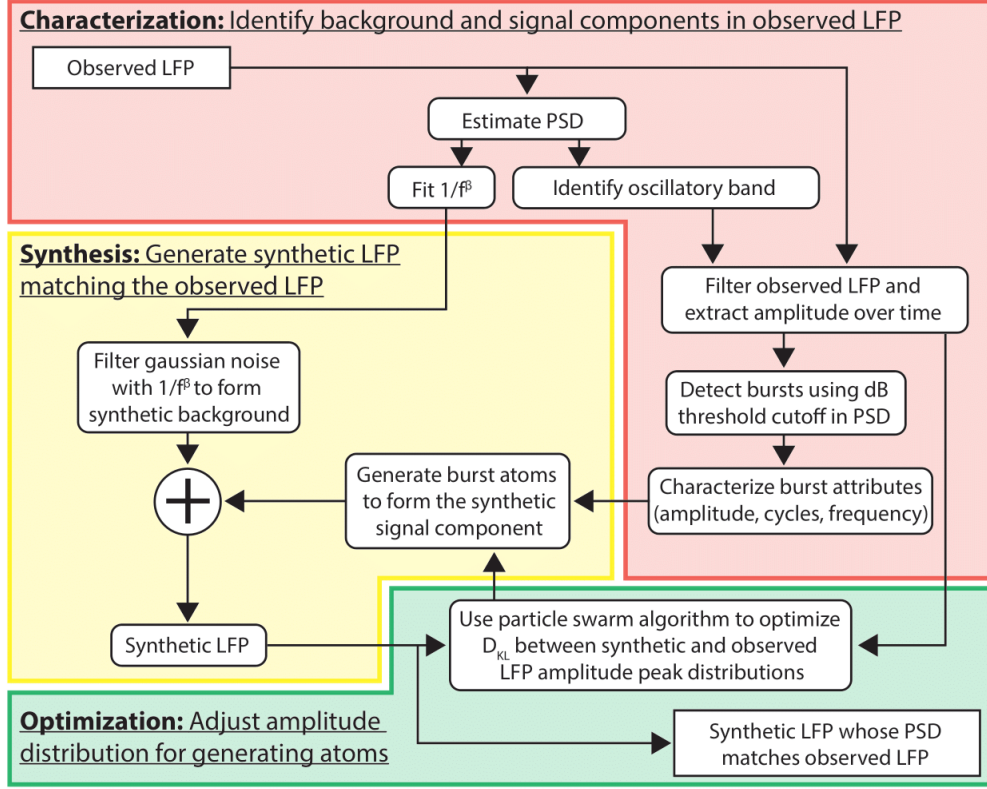 Characterization: Identify background and signal components in observed LFP
Observed LFP
Estimate PSD
Fit 1/fᵝ
Identify oscillatory band
Synthesis: Generate synthetic LFP
matching the observed LFP
Filter observed LFP and
extract amplitude over time
Filter gaussian noise
with 1/fᵝ to form
synthetic background
Detect bursts using dB
threshold cutoff in PSD
Generate burst atoms
to form the synthetic
signal component
Characterize burst attributes
(amplitude, cycles, frequency)
+
Synthetic LFP
Use particle swarm algorithm to optimize
D_KL between synthetic and observed
LFP amplitude peak distributions
Optimization: Adjust amplitude
distribution for generating atoms
Synthetic LFP whose PSD
matches observed LFP